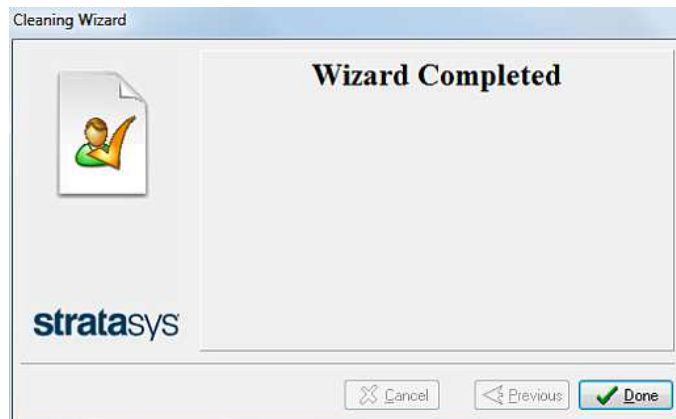 Cleaning Wizard
Wizard Completed
stratasys
Cancel
Previous
Done